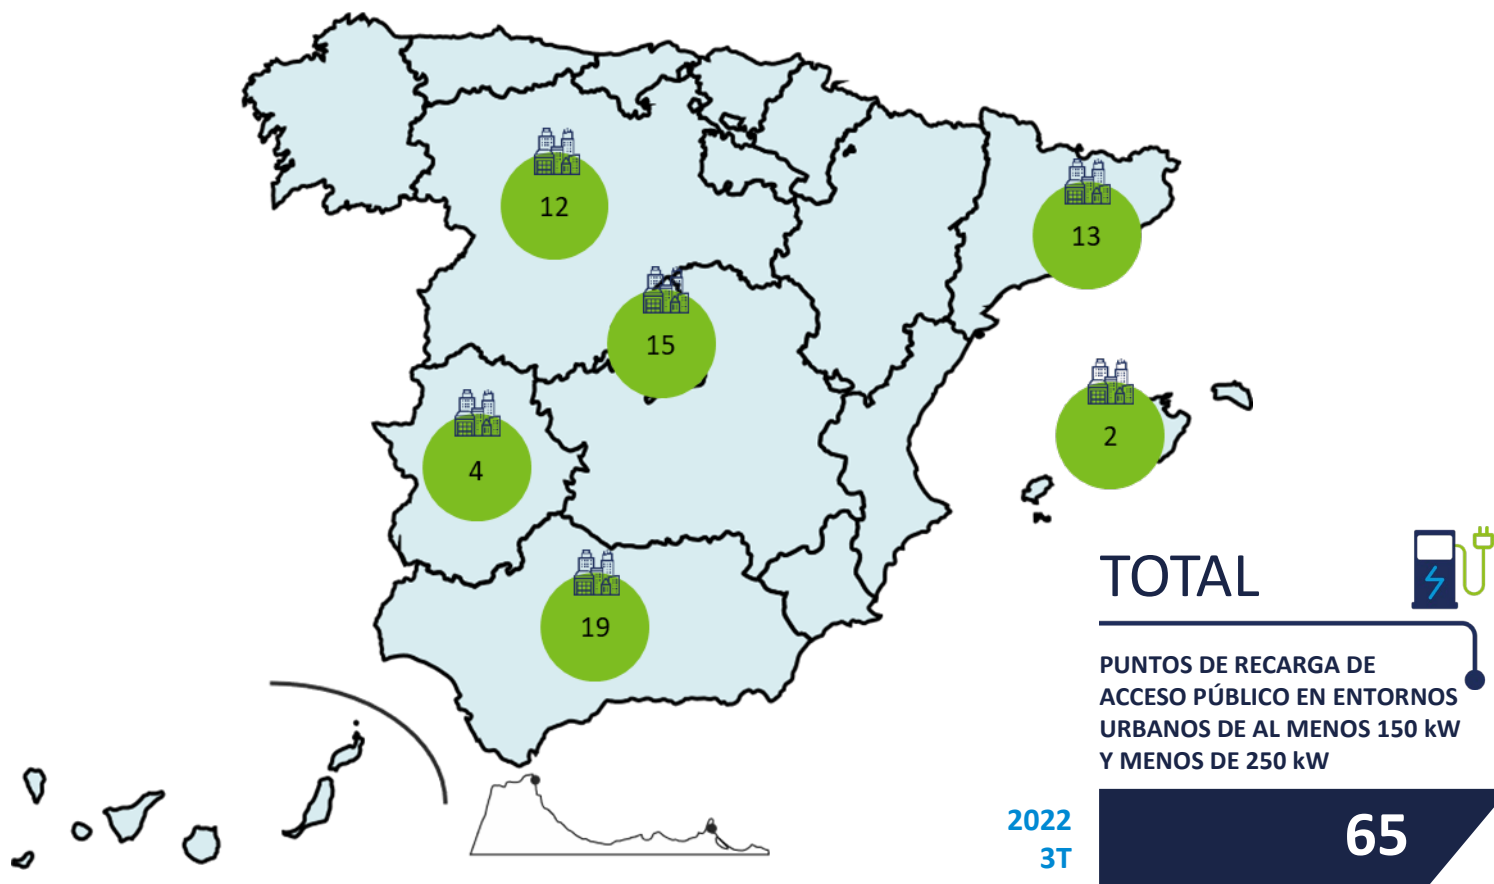 12
13
15
2
4
19
TOTAL
PUNTOS DE RECARGA DE
ACCESO PÚBLICO EN ENTORNOS
URBANOS DE AL MENOS 150 kW
Y MENOS DE 250 kW
2022
3T
65